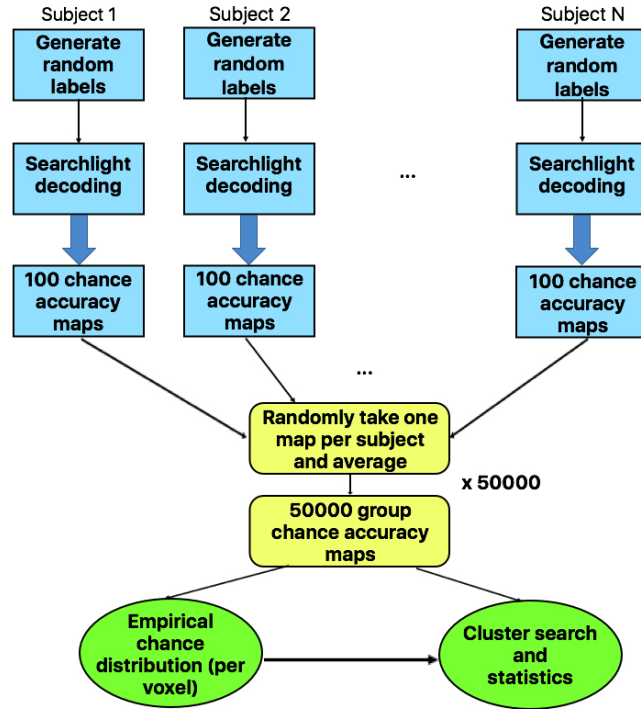 Subject 1
Subject 2
Subject N
Generate
random
labels
Generate
random
labels
Generate
random
labels
Searchlight
decoding
Searchlight
decoding
...
Searchlight
decoding
100 chance
accuracy
maps
100 chance
accuracy
maps
100 chance
accuracy
maps
...
Randomly take one
map per subject
and average
x 50000
50000 group
chance accuracy
maps
Empirical
chance
distribution (per
voxel)
Cluster search
and
statistics